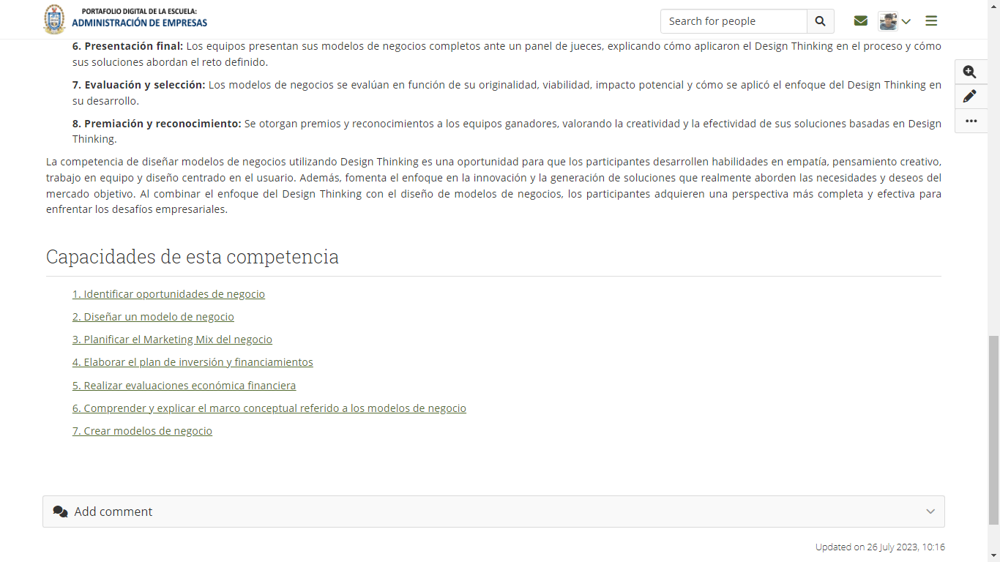 PORTAFOLIO DIGITAL DE LA ESCUELA:
ADMINISTRACIÓN DE EMPRESAS
Search for people
6. Presentación final: Los equipos presentan sus modelos de negocios completos ante un panel de jueces, explicando cómo aplicaron el Design Thinking en el proceso y cómo
sus soluciones abordan el reto definido.
7. Evaluación y selección: Los modelos de negocios se evalúan en función de su originalidad, viabilidad, impacto potencial y cómo se aplicó el enfoque del Design Thinking en
su desarrollo.
8. Premiación y reconocimiento: Se otorgan premios y reconocimientos a los equipos ganadores, valorando la creatividad y la efectividad de sus soluciones basadas en Design
Thinking.
La competencia de diseñar modelos de negocios utilizando Design Thinking es una oportunidad para que los participantes desarrollen habilidades en empatía, pensamiento creativo,
trabajo en equipo y diseño centrado en el usuario. Además, fomenta el enfoque en la innovación y la generación de soluciones que realmente aborden las necesidades y deseos del
mercado objetivo. Al combinar el enfoque del Design Thinking con el diseño de modelos de negocios, los participantes adquieren una perspectiva más completa y efectiva para
enfrentar los desafíos empresariales.
Capacidades de esta competencia
1. Identificar oportunidades de negocio
2. Diseñar un modelo de negocio
3. Planificar el Marketing Mix del negocio
4. Elaborar el plan de inversión y financiamientos
5. Realizar evaluaciones económica financiera
6. Comprender y explicar el marco conceptual referido a los modelos de negocio
7. Crear modelos de negocio
Add comment
Updated on 26 July 2023, 10:16